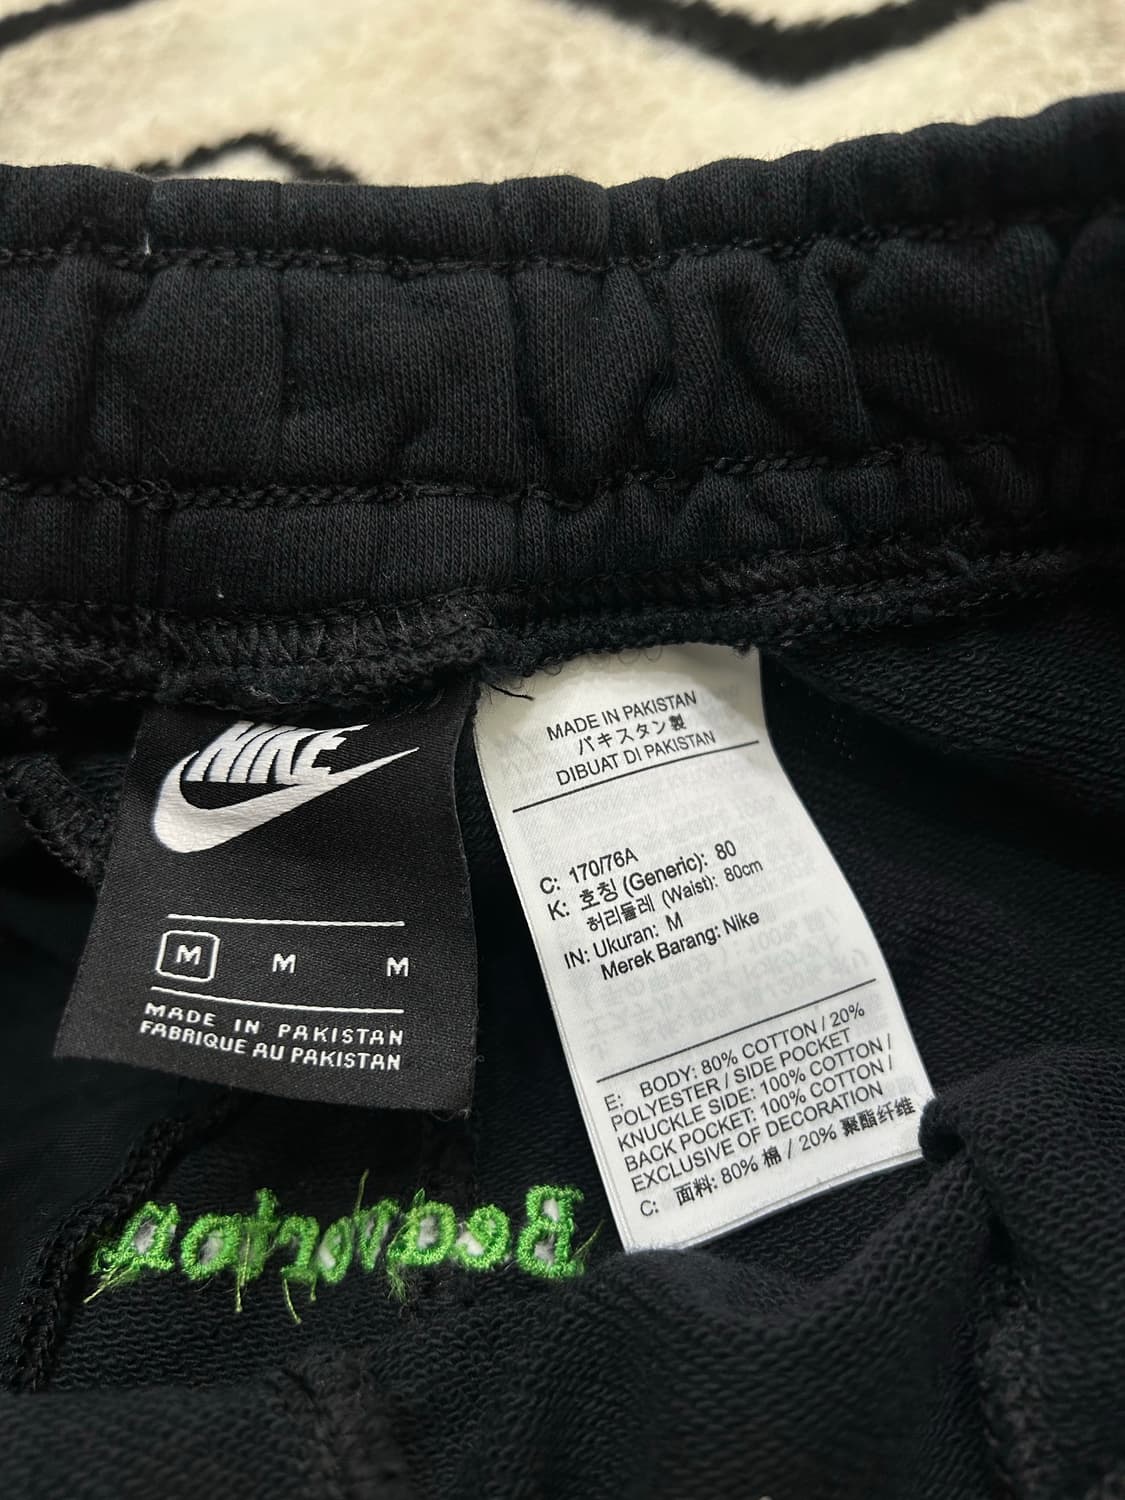 NIKE
M M M
MADE IN PAKISTAN
FABRIQUE AU PAKISTAN
MADE IN PAKISTAN
パキスタン製
DIBUAT DI PAKISTAN
C: 170/76A
K: 호칭 (Generic): 80
허리둘레 (Waist): 80cm
IN: Ukuran: M
Merek Barang: Nike
E: BODY: 80% COTTON / 20%
POLYESTER / SIDE POCKET
KNUCKLE SIDE: 100% COTTON /
BACK POCKET: 100% COTTON /
EXCLUSIVE OF DECORATION
C: 面料: 80% 棉 / 20% 聚酯纤维